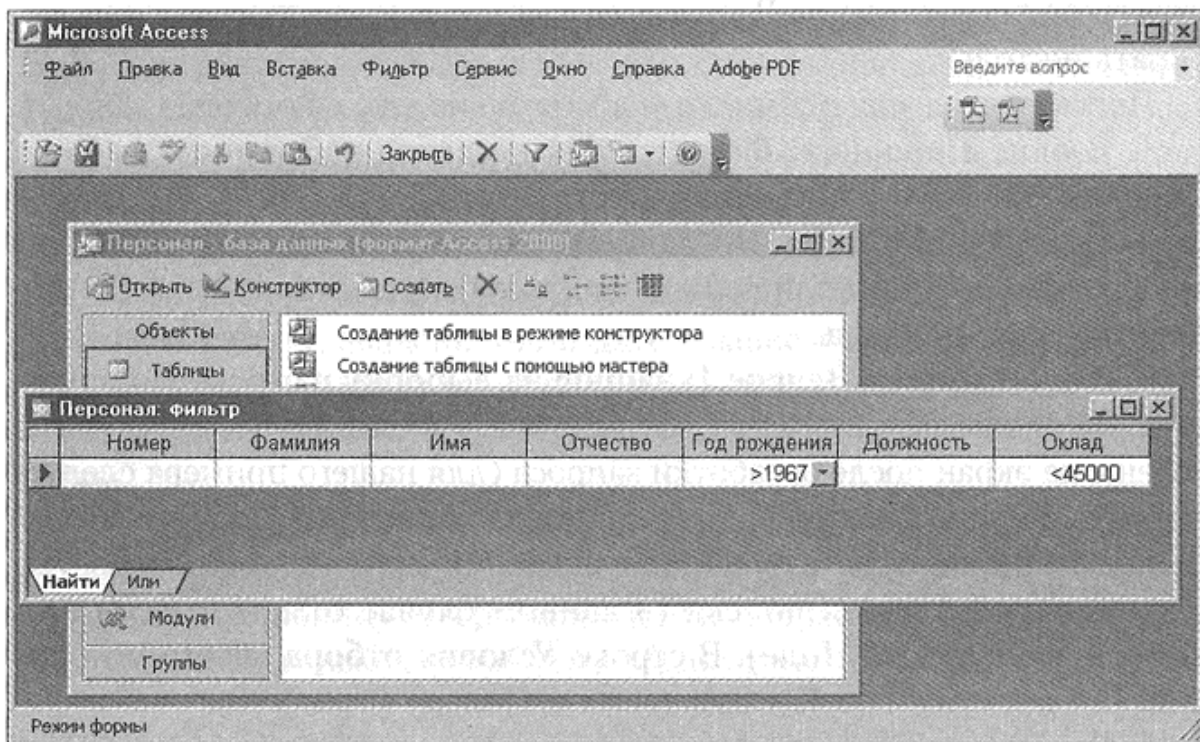 Microsoft Access
Файл Правка Вид Вставка Фильтр Сервис Окно Справка Adobe PDF Введите вопрос
Закрыть
Персонал : база данных (формат Access 2000)
Открыть Конструктор Создать
Объекты
Таблицы
Создание таблицы в режиме конструктора
Создание таблицы с помощью мастера
Персонал: фильтр
Номер Фамилия Имя Отчество Год рождения Должность Оклад
>1967 <45000
Найти Или
Модули
Группы
Режим формы